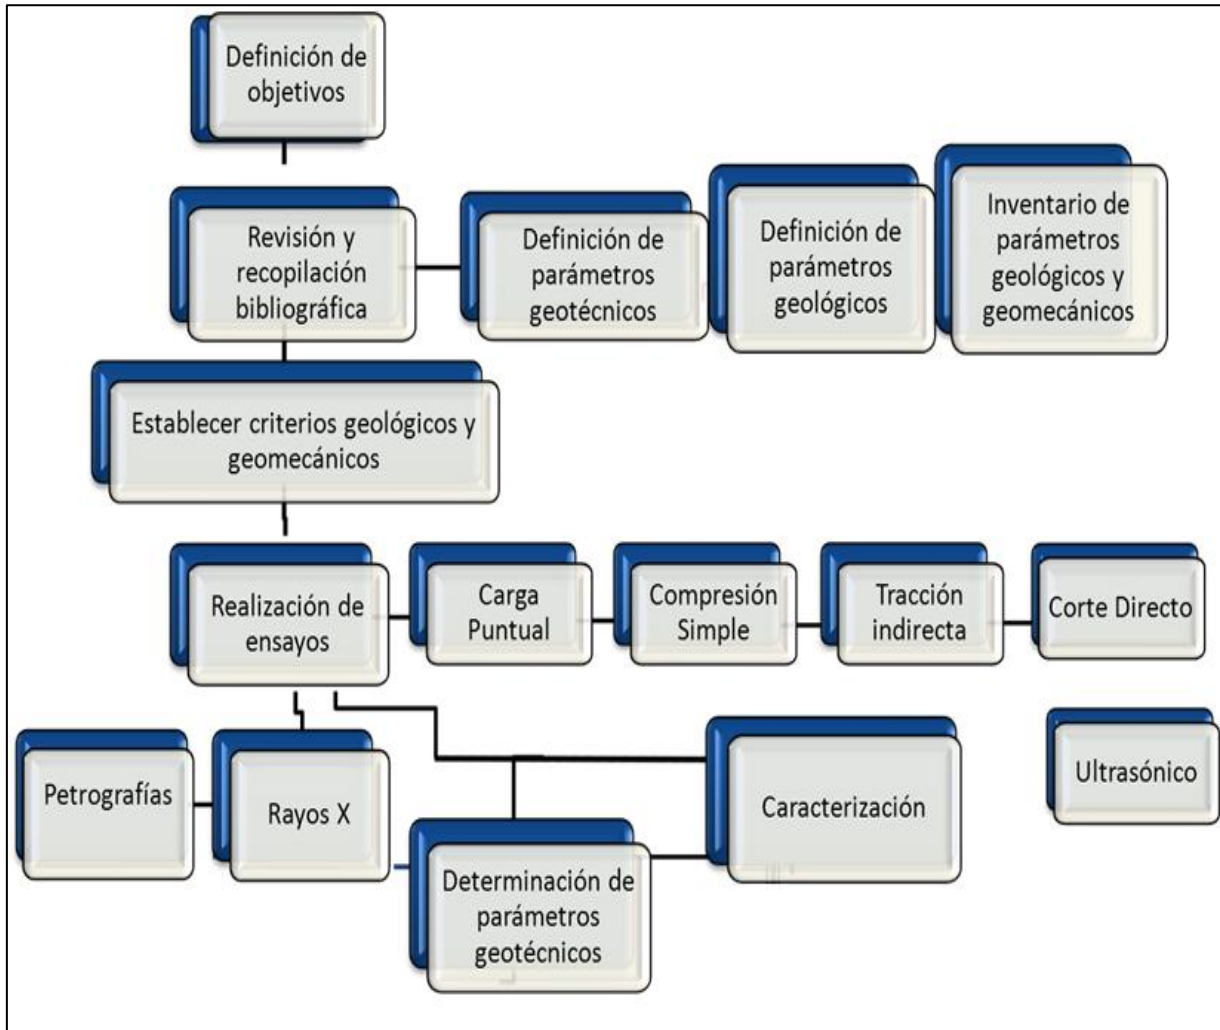 Definición de
objetivos
Revisión y
recopilación
bibliográfica
Definición de
parámetros
geotécnicos
Definición de
parámetros
geológicos
Inventario de
parámetros
geológicos y
geomecánicos
Establecer criterios geológicos y
geomecánicos
Realización de
ensayos
Carga
Puntual
Compresión
Simple
Tracción
indirecta
Corte Directo
Petrografías
Rayos X
Determinación de
parámetros
geotécnicos
Caracterización
Ultrasónico